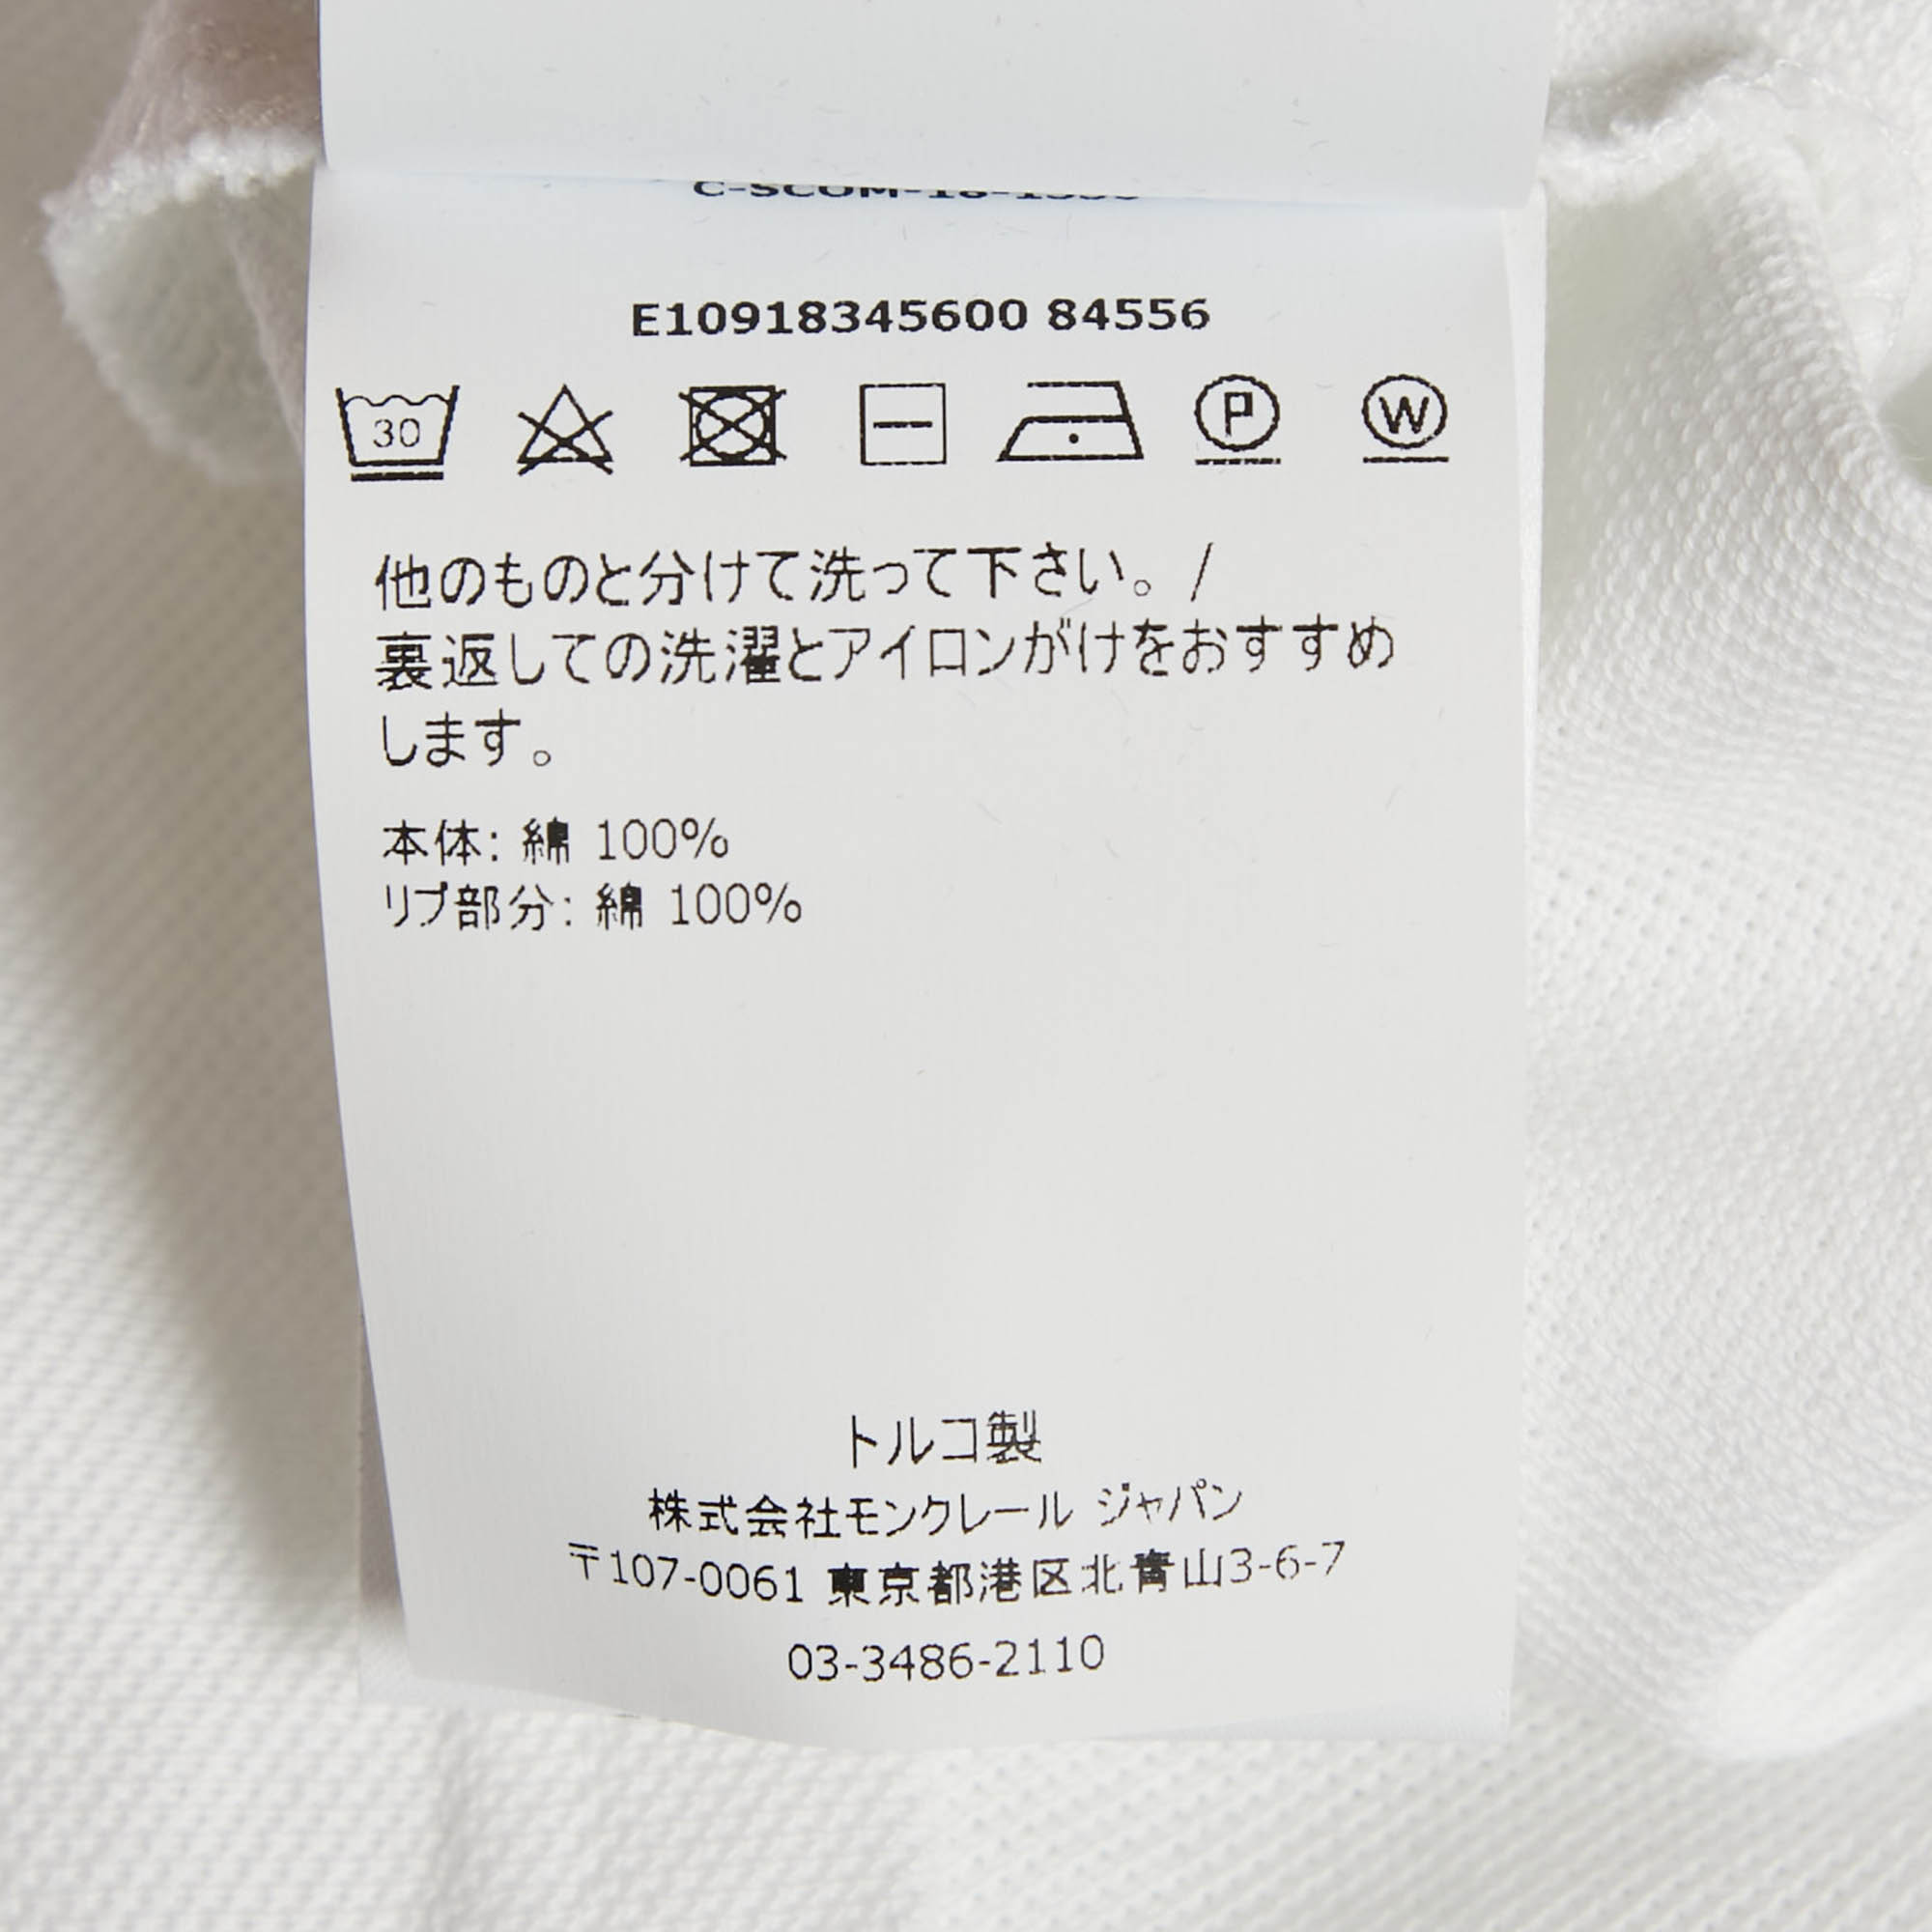 E10918345600 84556
30
P
W
他のものと分けて洗って下さい。/
裏返しての洗濯とアイロンがけをおすすめ
します。
本体: 綿 100%
リブ部分: 綿 100%
トルコ製
株式会社モンクレール ジャパン
〒107-0061 東京都港区北青山3-6-7
03-3486-2110